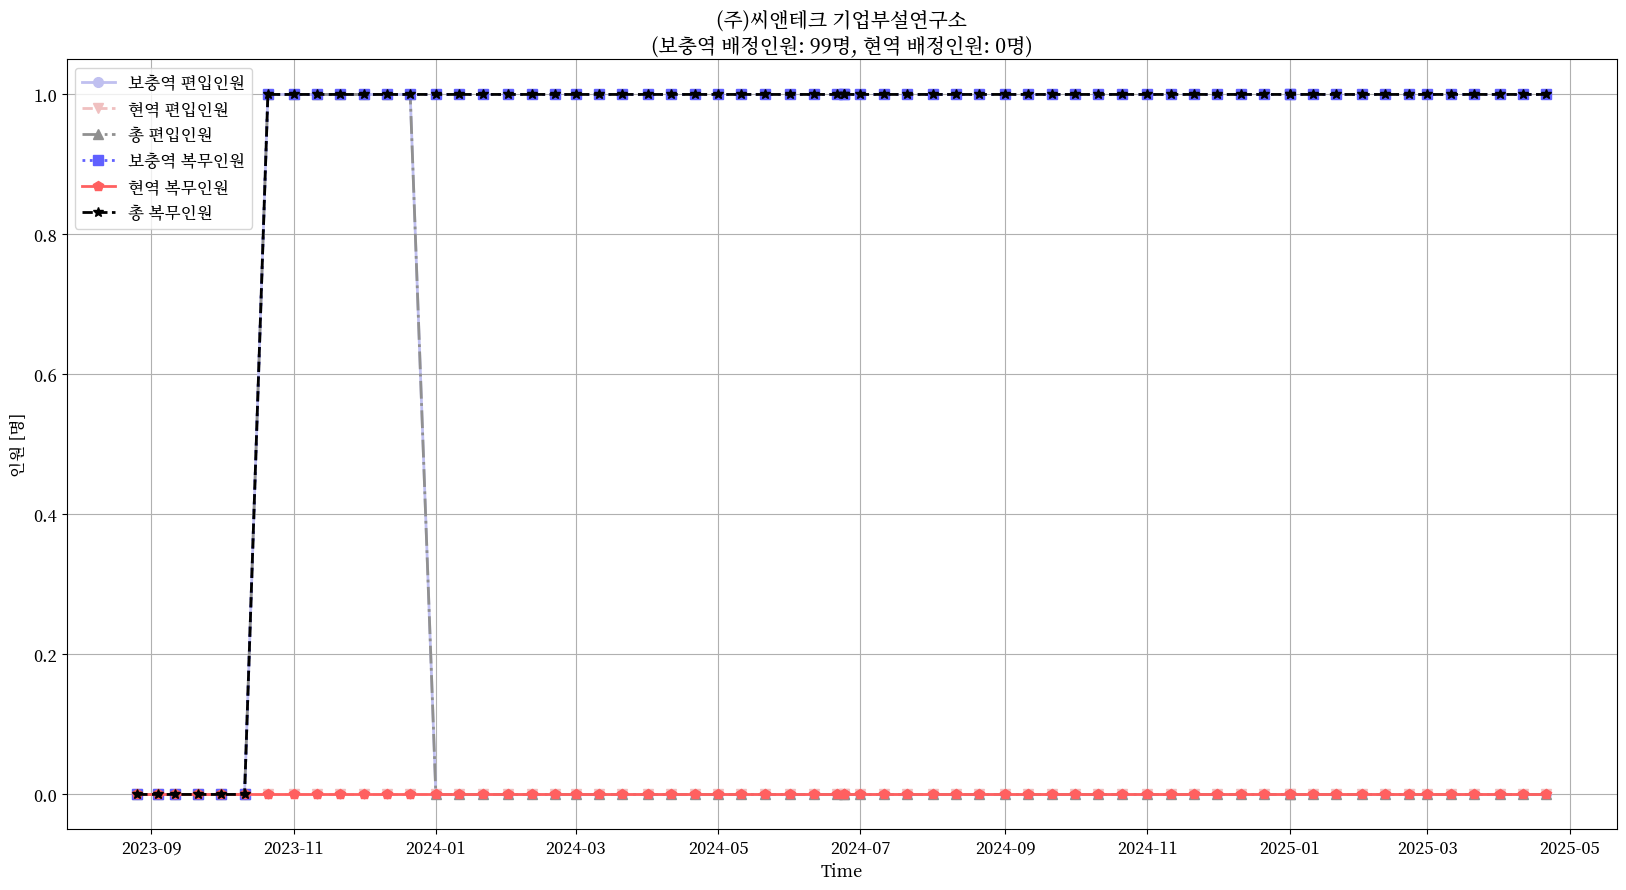 (주)씨앤테크 기업부설연구소
(보충역 배정인원: 99명, 현역 배정인원: 0명)
보충역 편입인원
현역 편입인원
총 편입인원
보충역 복무인원
현역 복무인원
총 복무인원
인원 [명]
1.0
0.8
0.6
0.4
0.2
0.0
2023-09
2023-11
2024-01
2024-03
2024-05
2024-07
2024-09
2024-11
2025-01
2025-03
2025-05
Time